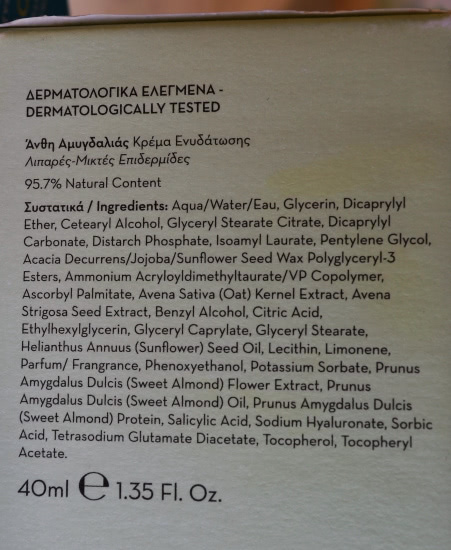 ΔΕΡΜΑΤΟΛΟΓΙΚΑ ΕΛΕΓΜΕΝΑ -
DERMATOLOGICALLY TESTED
Άνθη Αμυγδαλιάς Κρέμα Ενυδάτωσης
Λιπαρές-Μικτές Επιδερμίδες
95.7% Natural Content
Συστατικά / Ingredients: Aqua/Water/Eau, Glycerin, Dicaprylyl
Ether, Cetearyl Alcohol, Glyceryl Stearate Citrate, Dicaprylyl
Carbonate, Distarch Phosphate, Isoamyl Laurate, Pentylene Glycol,
Acacia Decurrens/Jojoba/Sunflower Seed Wax Polyglyceryl-3
Esters, Ammonium Acryloyldimethyltaurate/VP Copolymer,
Ascorbyl Palmitate, Avena Sativa (Oat) Kernel Extract, Avena
Strigosa Seed Extract, Benzyl Alcohol, Citric Acid,
Ethylhexylglycerin, Glyceryl Caprylate, Glyceryl Stearate,
Helianthus Annuus (Sunflower) Seed Oil, Lecithin, Limonene,
Parfum/ Frangrance, Phenoxyethanol, Potassium Sorbate, Prunus
Amygdalus Dulcis (Sweet Almond) Flower Extract, Prunus
Amygdalus Dulcis (Sweet Almond) Oil, Prunus Amygdalus Dulcis
(Sweet Almond) Protein, Salicylic Acid, Sodium Hyaluronate, Sorbic
Acid, Tetrasodium Glutamate Diacetate, Tocopherol, Tocopheryl
Acetate.
40ml ℮ 1.35 Fl. Oz.